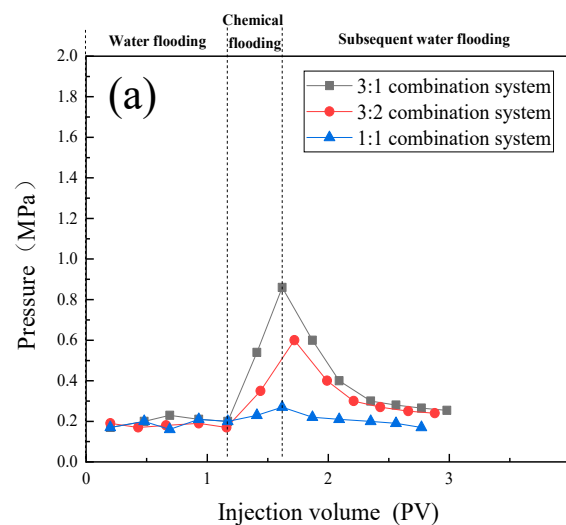 Water flooding
Chemical
flooding
Subsequent water flooding
(a)
3:1 combination system
3:2 combination system
1:1 combination system
2.0
1.8
1.6
1.4
1.2
1.0
0.8
0.6
0.4
0.2
0.0
Pressure（MPa）
0
1
2
3
Injection volume (PV)